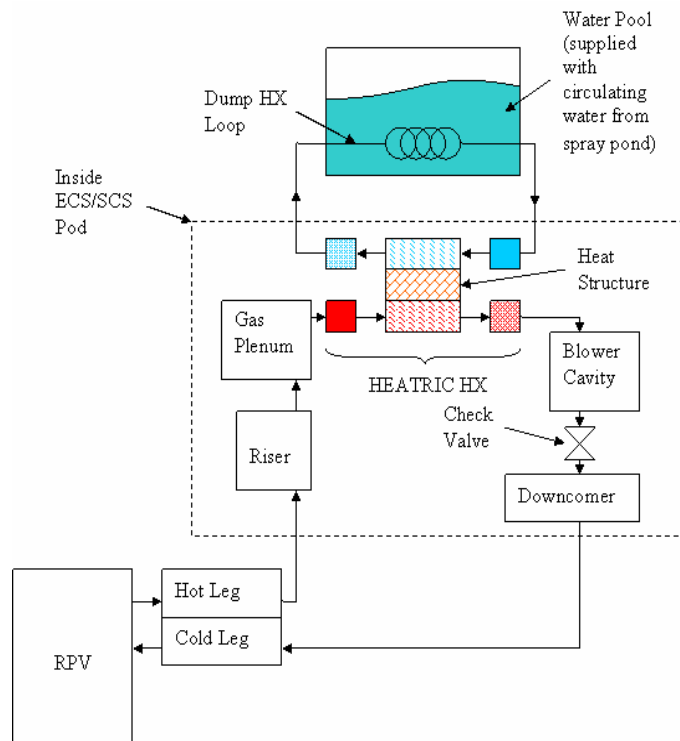 Water Pool
(supplied
with
circulating
water from
spray pond)
Dump HX
Loop
Inside
ECS/SCS
Pod
Heat
Structure
Gas
Plenum
HEATRIC HX
Blower
Cavity
Check
Valve
Riser
Downcomer
Hot Leg
Cold Leg
RPV